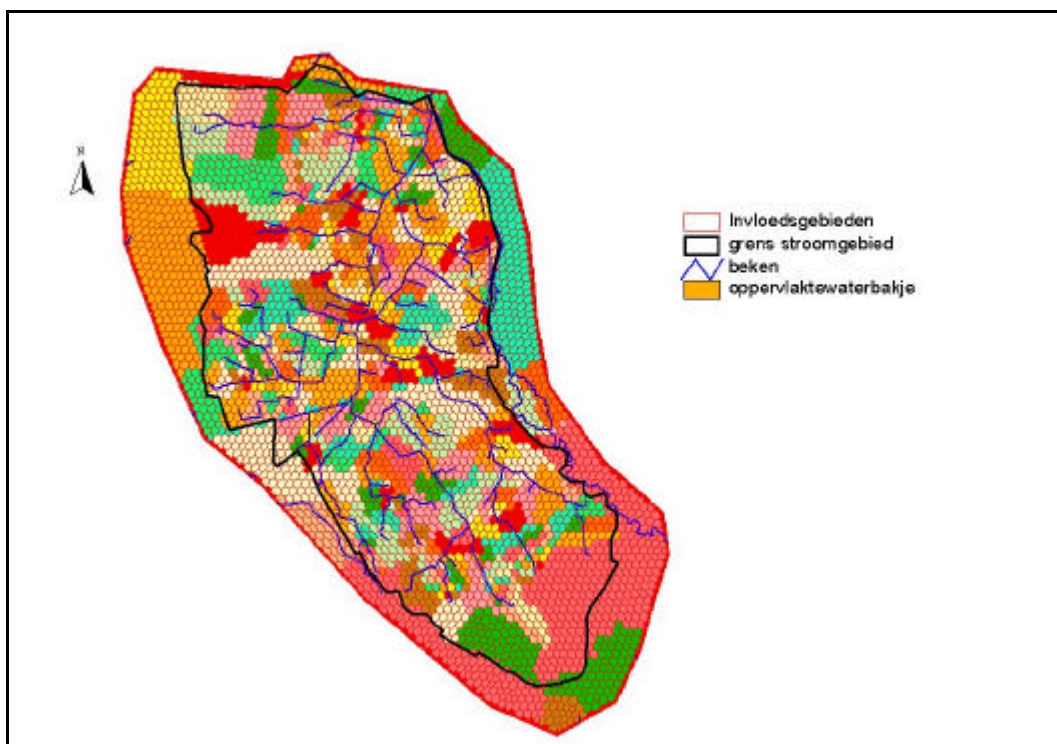 N
Invloedsgebieden
grens stroomgebied
beken
oppervlaktewaterbakje